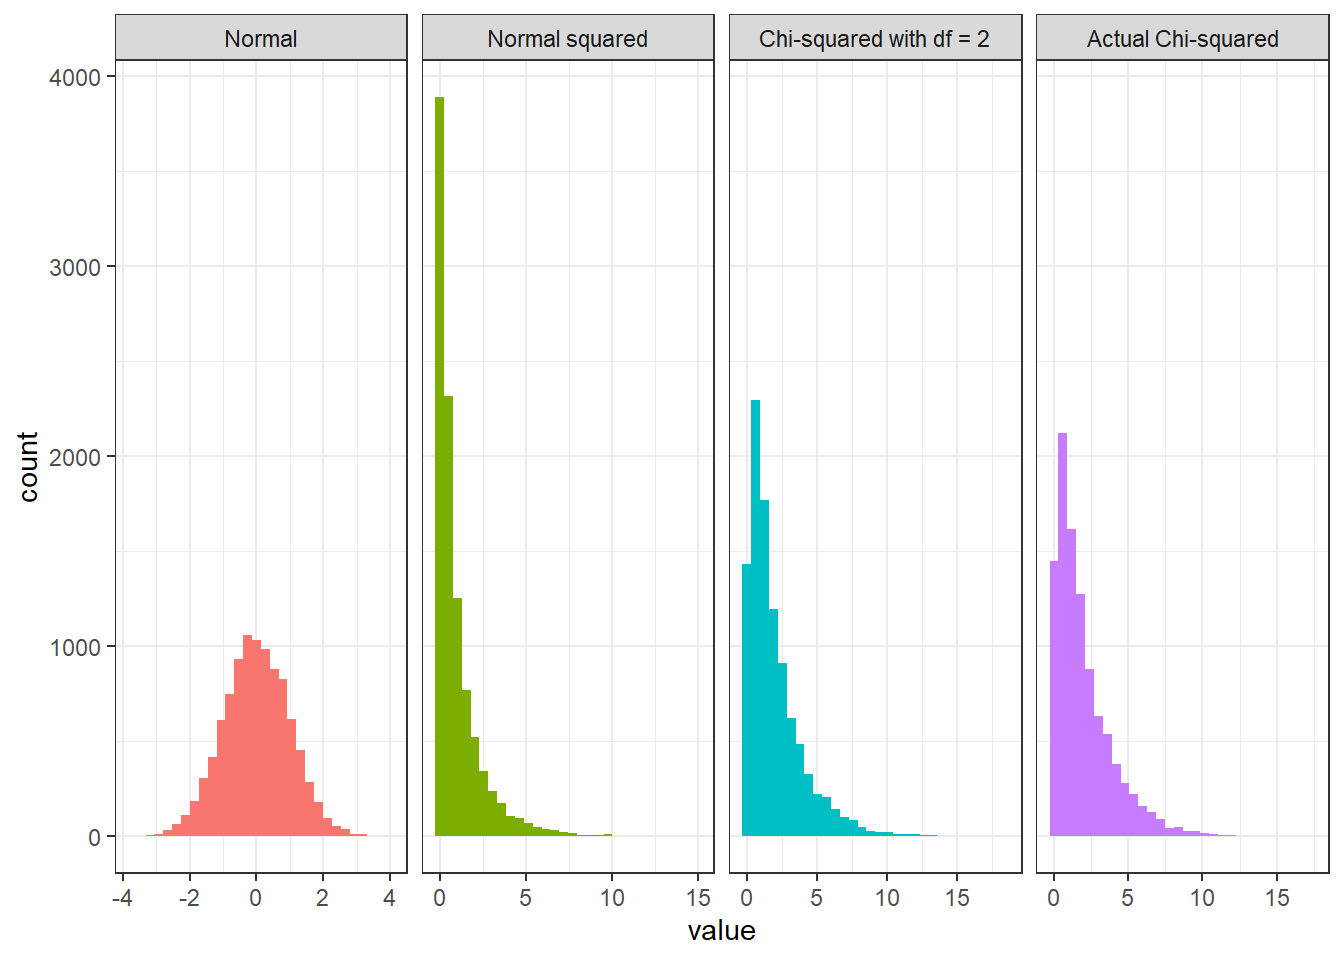 Normal
Normal squared
Chi-squared with df = 2
Actual Chi-squared
4000
3000
2000
1000
0
count
-4 -2 0 2 4
0 5 10 15
0 5 10 15
0 5 10 15
value